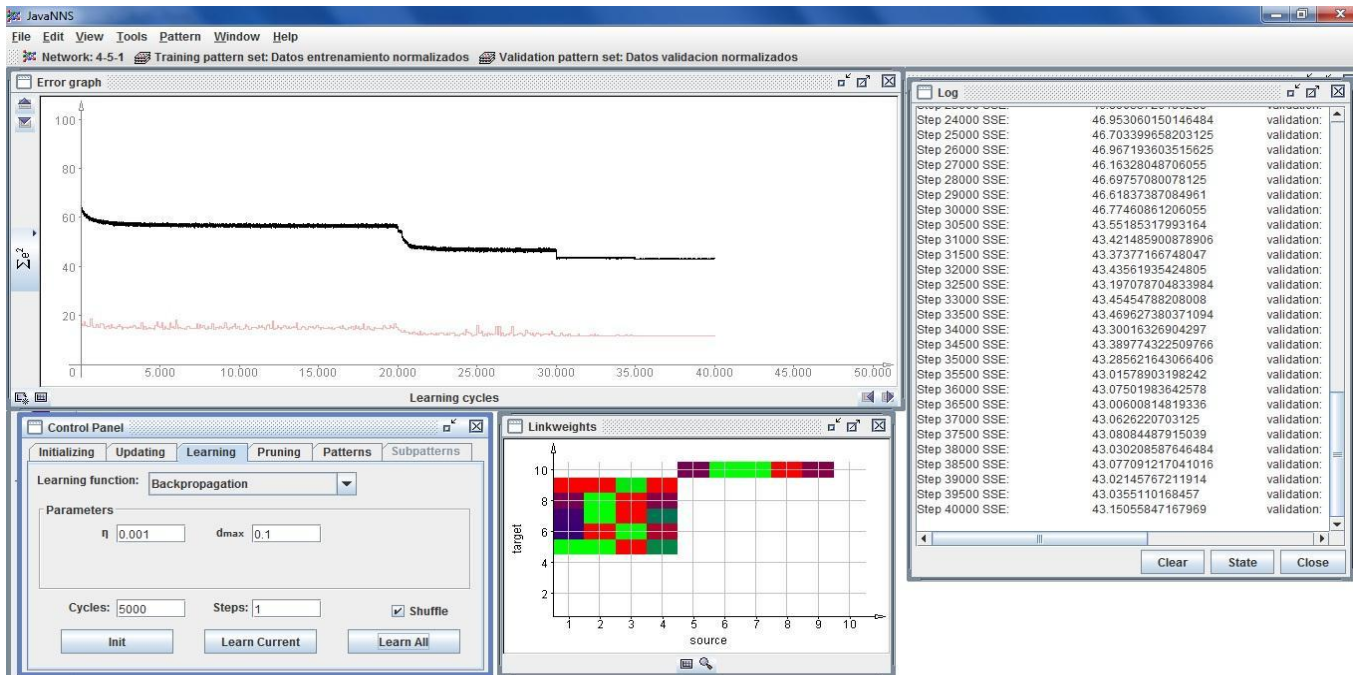 JavaNNS
File Edit View Tools Pattern Window Help
Network: 4-5-1 Training pattern set: Datos entrenamiento normalizados Validation pattern set: Datos validacion normalizados
Error graph
100
80
60
40
20
0 5.000 10.000 15.000 20.000 25.000 30.000 35.000 40.000 45.000 50.000
∑e²
Learning cycles
Log
Step 24000 SSE: 46.953060150146484 validation:
Step 25000 SSE: 46.703399658203125 validation:
Step 26000 SSE: 46.967193603515625 validation:
Step 27000 SSE: 46.16328048706055 validation:
Step 28000 SSE: 46.69757080078125 validation:
Step 29000 SSE: 46.61837387084961 validation:
Step 30000 SSE: 46.77460861206055 validation:
Step 30500 SSE: 43.55185317993164 validation:
Step 31000 SSE: 43.421485900878906 validation:
Step 31500 SSE: 43.37377166748047 validation:
Step 32000 SSE: 43.43561935424805 validation:
Step 32500 SSE: 43.197078704833984 validation:
Step 33000 SSE: 43.45454788208008 validation:
Step 33500 SSE: 43.469627380371094 validation:
Step 34000 SSE: 43.30016326904297 validation:
Step 34500 SSE: 43.389774322509766 validation:
Step 35000 SSE: 43.285621643066406 validation:
Step 35500 SSE: 43.01578903198242 validation:
Step 36000 SSE: 43.07501983642578 validation:
Step 36500 SSE: 43.00600814819336 validation:
Step 37000 SSE: 43.0626220703125 validation:
Step 37500 SSE: 43.08084487915039 validation:
Step 38000 SSE: 43.030208587646484 validation:
Step 38500 SSE: 43.077091217041016 validation:
Step 39000 SSE: 43.02145767211914 validation:
Step 39500 SSE: 43.0355110168457 validation:
Step 40000 SSE: 43.15055847167969 validation:
Clear State Close
Control Panel
Initializing Updating Learning Pruning Patterns Subpatterns
Learning function: Backpropagation
Parameters
η 0.001 dmax 0.1
Cycles: 5000 Steps: 1 Shuffle
Init Learn Current Learn All
Linkweights
10
8
6
4
2
target
1 2 3 4 5 6 7 8 9 10
source